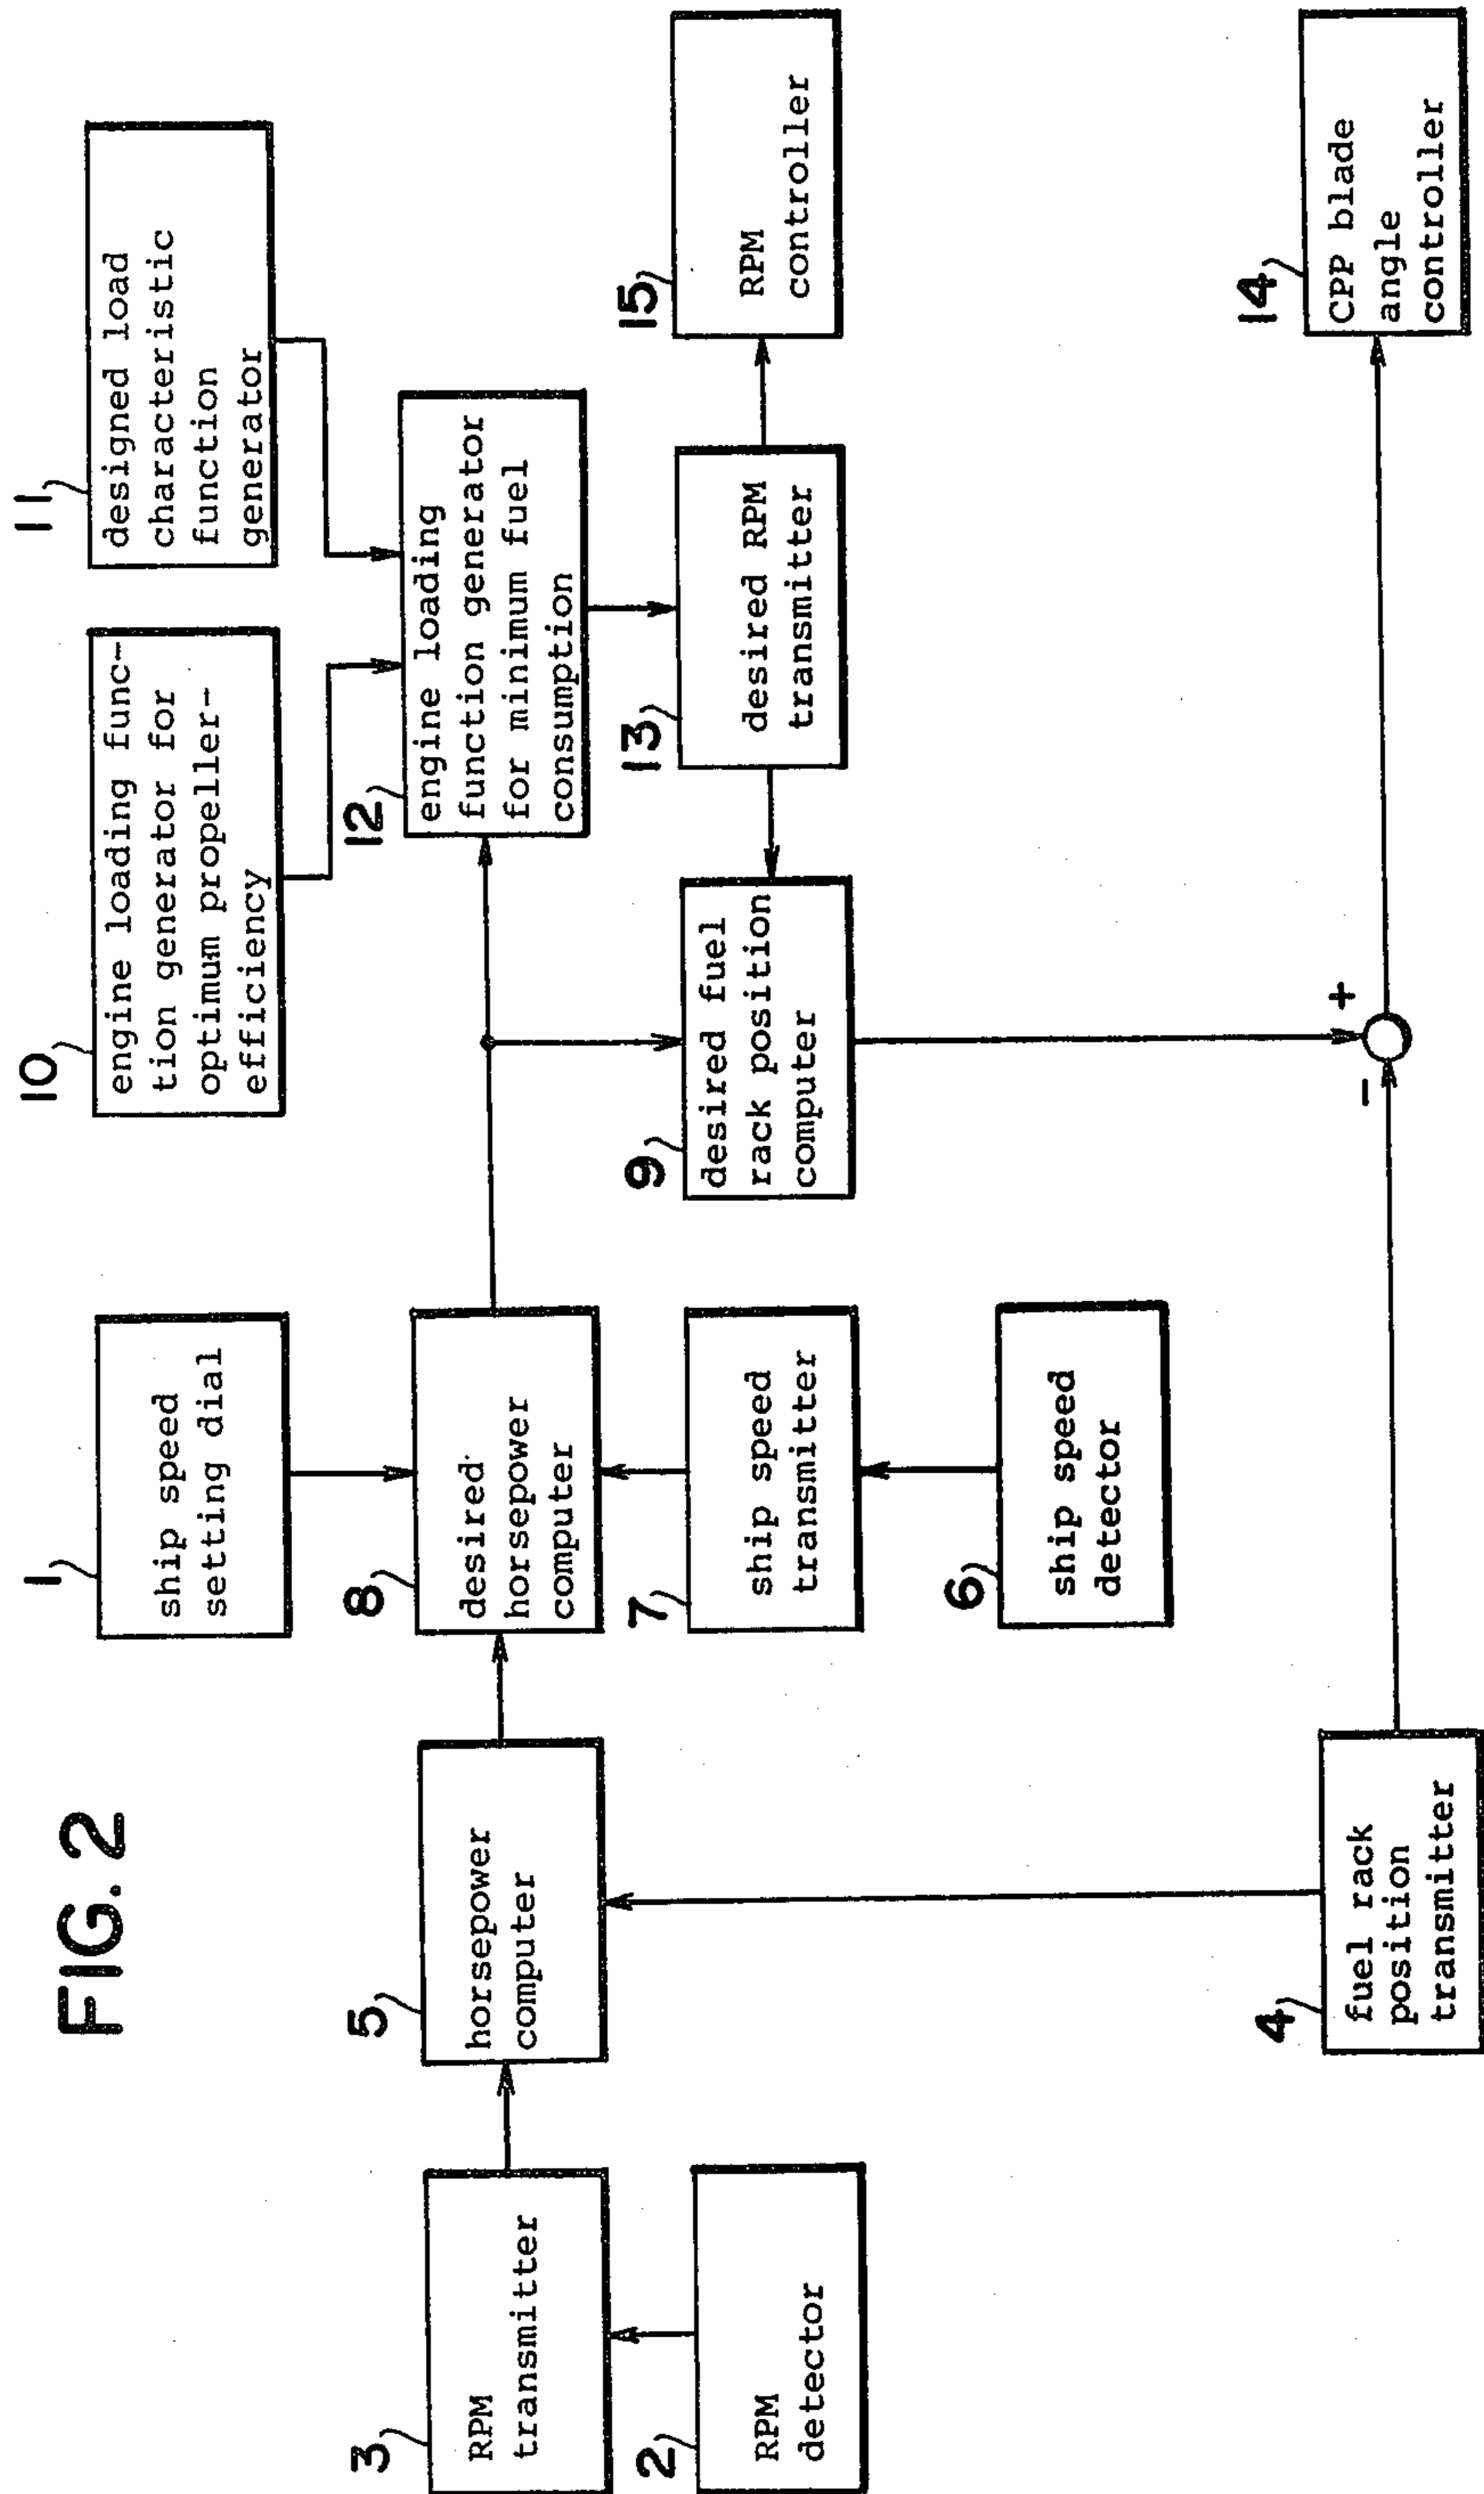 FIG. 2
1
ship speed
setting dial
10
engine loading func-
tion generator for
optimum propeller-
efficiency
11
designed load
characteristic
function
generator
3
RPM
transmitter
5
horsepower
computer
8
desired
horsepower
computer
12
engine loading
function generator
for minimum fuel
consumption
2
RPM
detector
7
ship speed
transmitter
9
desired fuel
rack position
computer
13
desired RPM
transmitter
15
RPM
controller
6
ship speed
detector
4
fuel rack
position
transmitter
-
+
14
CPP blade
angle
controller